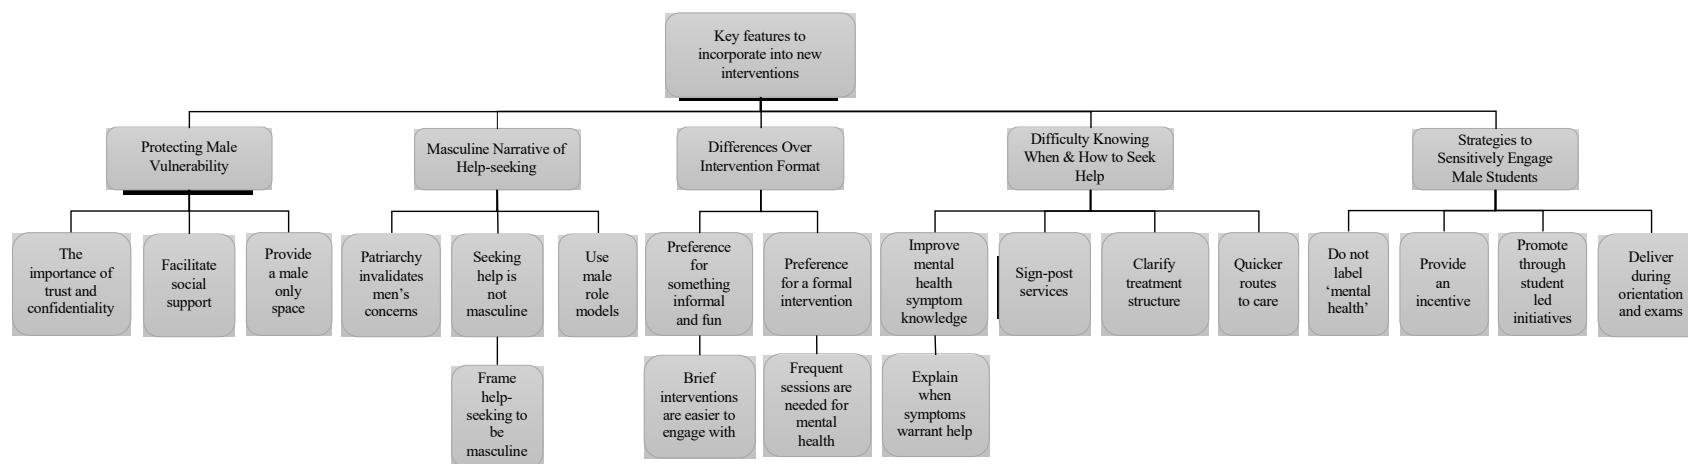 Key features to
incorporate into new
interventions
Protecting Male
Vulnerability
Masculine Narrative of
Help-seeking
Differences Over
Intervention Format
Difficulty Knowing
When & How to Seek
Help
Strategies to
Sensitively Engage
Male Students
The
importance of
trust and
confidentiality
Facilitate
social
support
Provide
a male
only
space
Patriarchy
invalidates
men’s
concerns
Seeking
help is
not
masculine
Use
male
role
models
Preference
for
something
informal
and fun
Preference
for a formal
intervention
Improve
mental
health
symptom
knowledge
Sign-post
services
Clarify
treatment
structure
Quicker
routes
to care
Do not
label
‘mental
health’
Provide
an
incentive
Promote
through
student
led
initiatives
Deliver
during
orientation
and exams
Frame
help-
seeking to
be
masculine
Brief
interventions
are easier to
engage with
Frequent
sessions are
needed for
mental
health
Explain
when
symptoms
warrant help